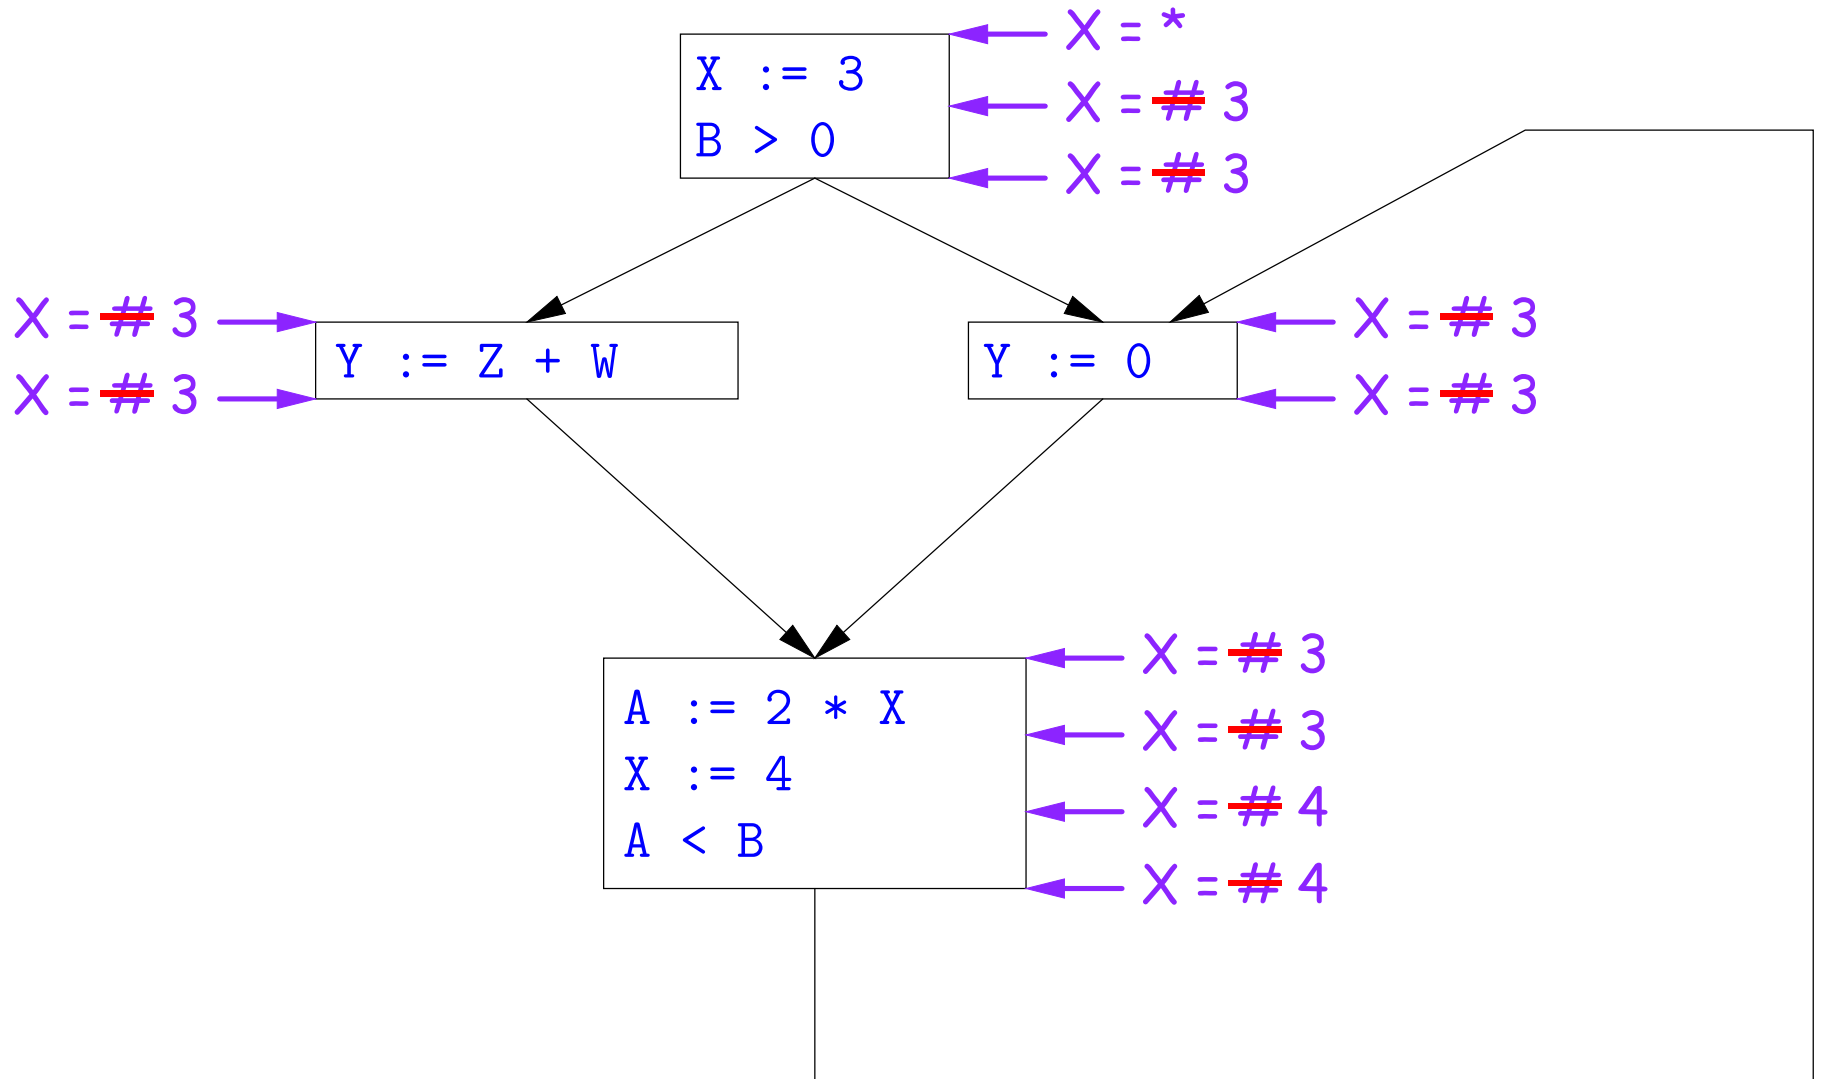 X = *
X := 3
X = # 3
B > 0
X = # 3
X = # 3
X = # 3
Y := Z + W
Y := 0
X = # 3
X = # 3
X = # 3
A := 2 * X
X = # 3
X := 4
X = # 4
A < B
X = # 4